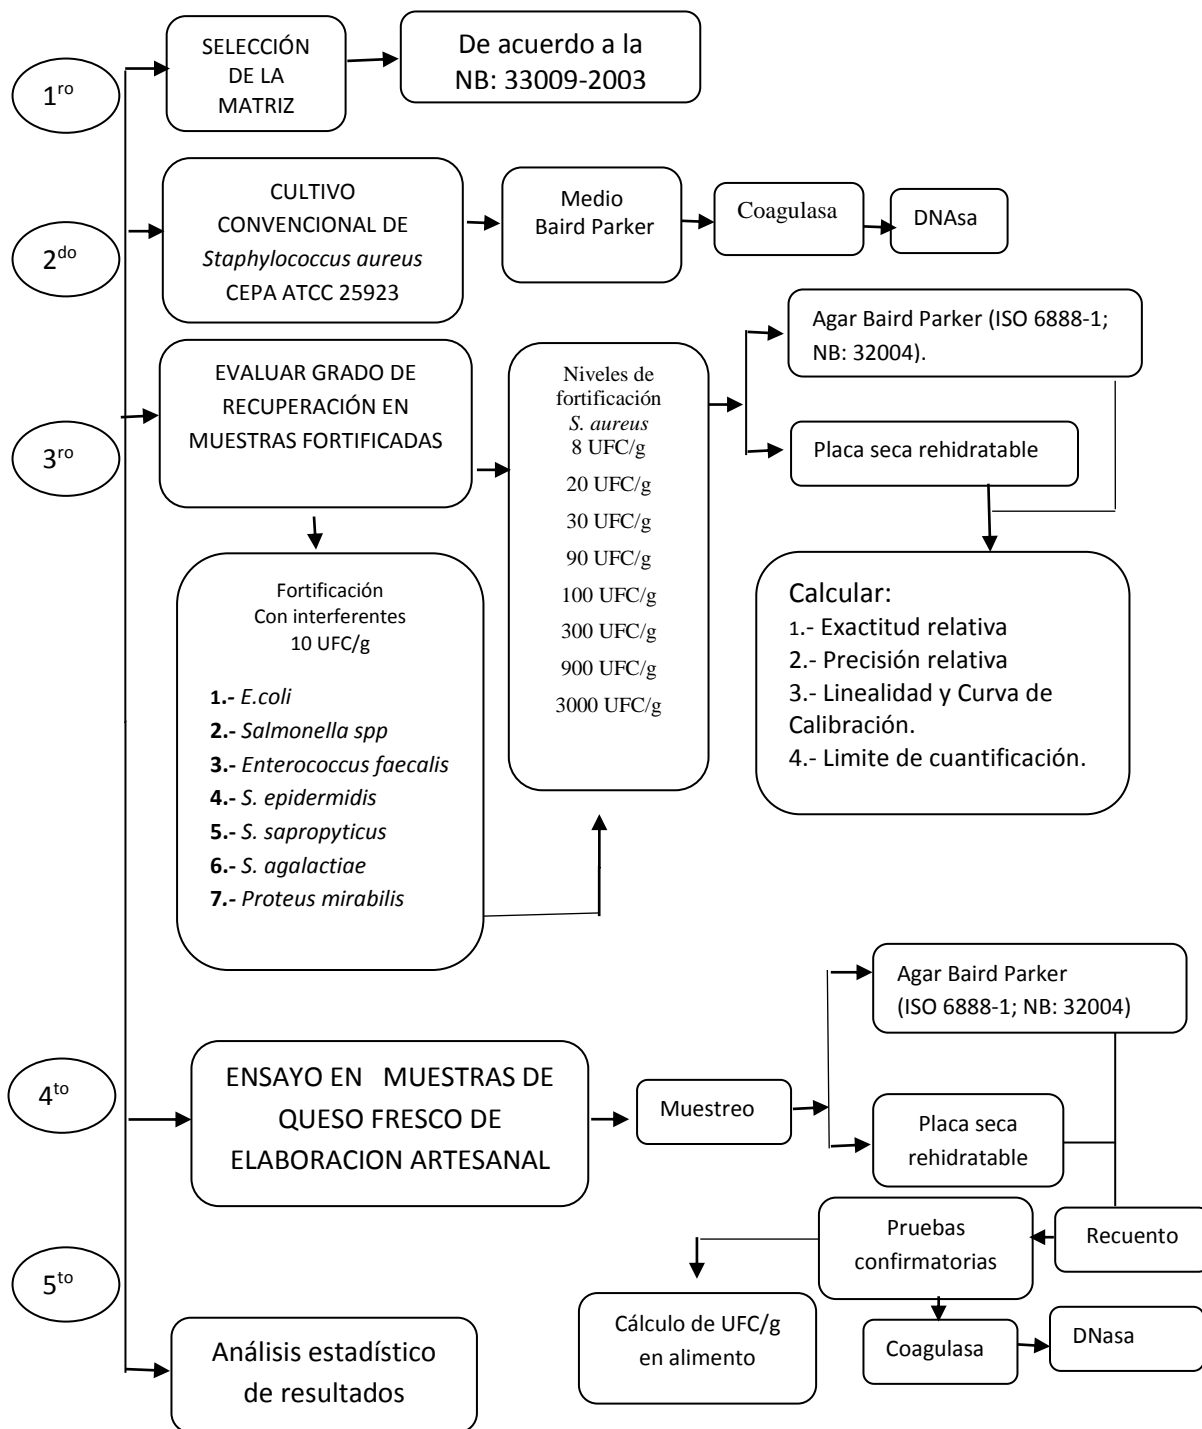 1ro
SELECCIÓN
DE LA
MATRIZ
De acuerdo a la
NB: 33009-2003
2do
CULTIVO
CONVENCIONAL DE
Staphylococcus aureus
CEPA ATCC 25923
Medio
Baird Parker
Coagulasa
DNAsa
3ro
EVALUAR GRADO DE
RECUPERACIÓN EN
MUESTRAS FORTIFICADAS
Niveles de
fortificación
S. aureus
8 UFC/g
20 UFC/g
30 UFC/g
90 UFC/g
100 UFC/g
300 UFC/g
900 UFC/g
3000 UFC/g
Agar Baird Parker (ISO 6888-1;
NB: 32004).
Placa seca rehidratable
Fortificación
Con interferentes
10 UFC/g
1.- E.coli
2.- Salmonella spp
3.- Enterococcus faecalis
4.- S. epidermidis
5.- S. sapropyticus
6.- S. agalactiae
7.- Proteus mirabilis
Calcular:
1.- Exactitud relativa
2.- Precisión relativa
3.- Linealidad y Curva de
Calibración.
4.- Limite de cuantificación.
4to
ENSAYO EN MUESTRAS DE
QUESO FRESCO DE
ELABORACION ARTESANAL
Muestreo
Agar Baird Parker
(ISO 6888-1; NB: 32004)
Placa seca
rehidratable
Recuento
Pruebas
confirmatorias
Cálculo de UFC/g
en alimento
Coagulasa
DNasa
5to
Análisis estadístico
de resultados